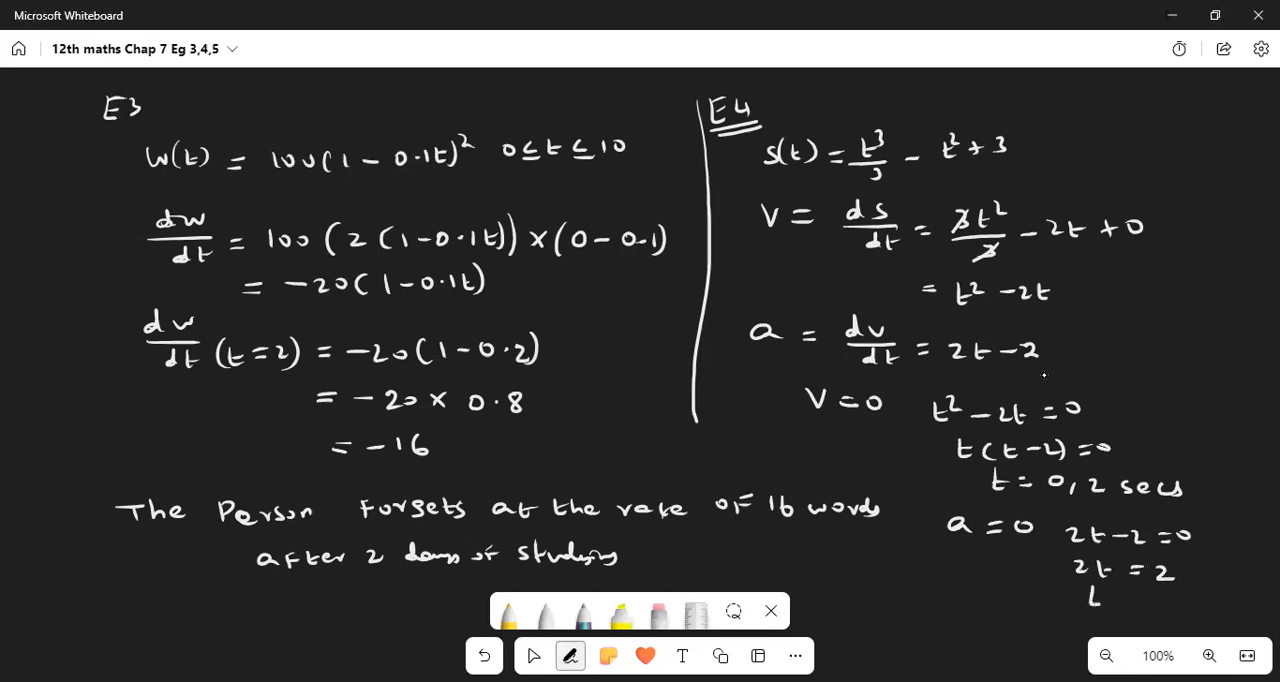 Microsoft Whiteboard
12th maths Chap 7 Eg 3,4,5
E3
w(t) = 100(1 - 0.1t)² 0 ≤ t ≤ 10
dw/dt = 100 (2 (1-0.1t)) × (0 - 0.1)
= -20 (1-0.1t)
dw/dt (t=2) = -20 (1-0.2)
= -20 × 0.8
= -16
The Person Forgets at the rate of 16 words
after 2 days of studying
E4
s(t) = t³/3 - t² + 3
V = ds/dt = 3t²/3 - 2t + 0
= t² - 2t
a = dv/dt = 2t - 2
V = 0 t² - 2t = 0
t(t-2) = 0
t = 0, 2 secs
a = 0 2t - 2 = 0
2t = 2
t
100%